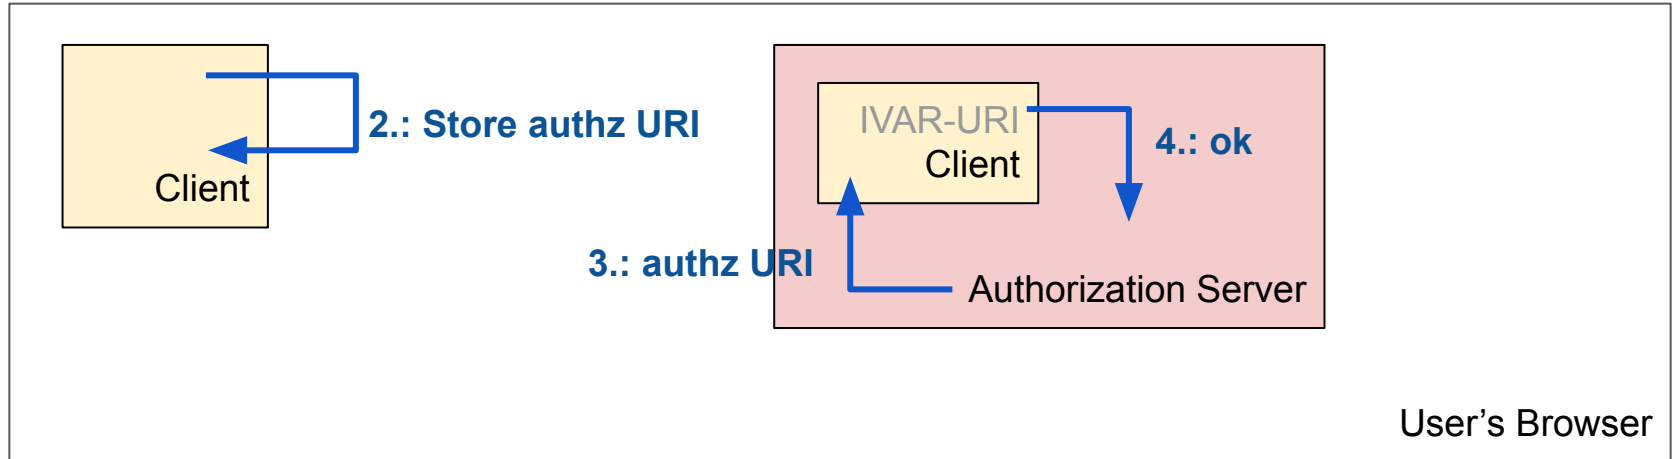 2.: Store authz URI
Client
IVAR-URI
Client
4.: ok
3.: authz URI
Authorization Server
User’s Browser